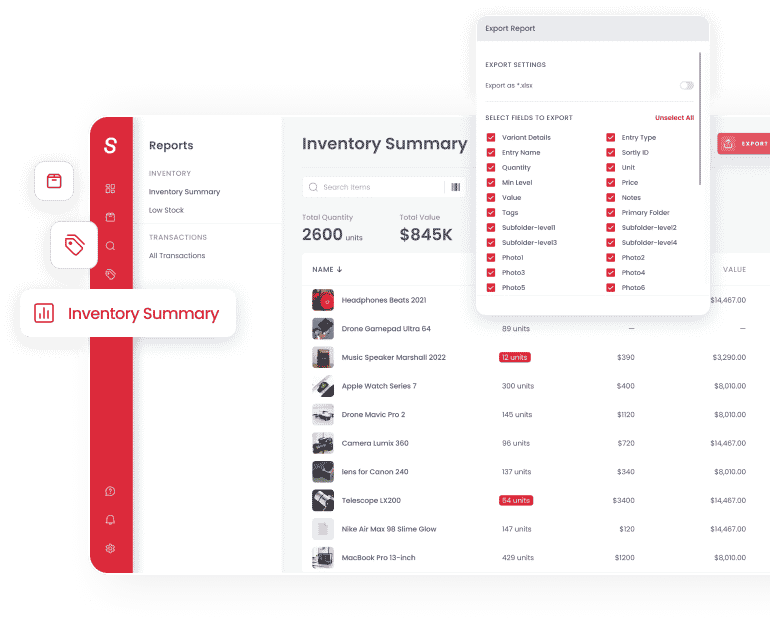 Export Report
EXPORT SETTINGS
Export as *.xlsx
SELECT FIELDS TO EXPORT Unselect All
Variant Details Entry Type
Entry Name Sortly ID
Quantity Unit
Min Level Price
Value Notes
Tags Primary Folder
Subfolder-level1 Subfolder-level2
Subfolder-level3 Subfolder-level4
Photo1 Photo2
Photo3 Photo4
Photo5 Photo6
S
Reports
INVENTORY
Inventory Summary
Low Stock
TRANSACTIONS
All Transactions
Inventory Summary
Inventory Summary
EXPORT
Search items
Total Quantity Total Value
2600 units $845K
NAME VALUE
Headphones Beats 2021 $14,467.00
Drone Gamepad Ultra 64 89 units — —
Music Speaker Marshall 2022 12 units $390 $3,290.00
Apple Watch Series 7 300 units $400 $8,010.00
Drone Mavic Pro 2 145 units $1120 $8,010.00
Camera Lumix 360 96 units $720 $14,467.00
lens for Canon 240 137 units $340 $8,010.00
Telescope LX200 54 units $3400 $14,467.00
Nike Air Max 98 Slime Glow 147 units $120 $14,467.00
MacBook Pro 13-inch 429 units $1200 $8,010.00